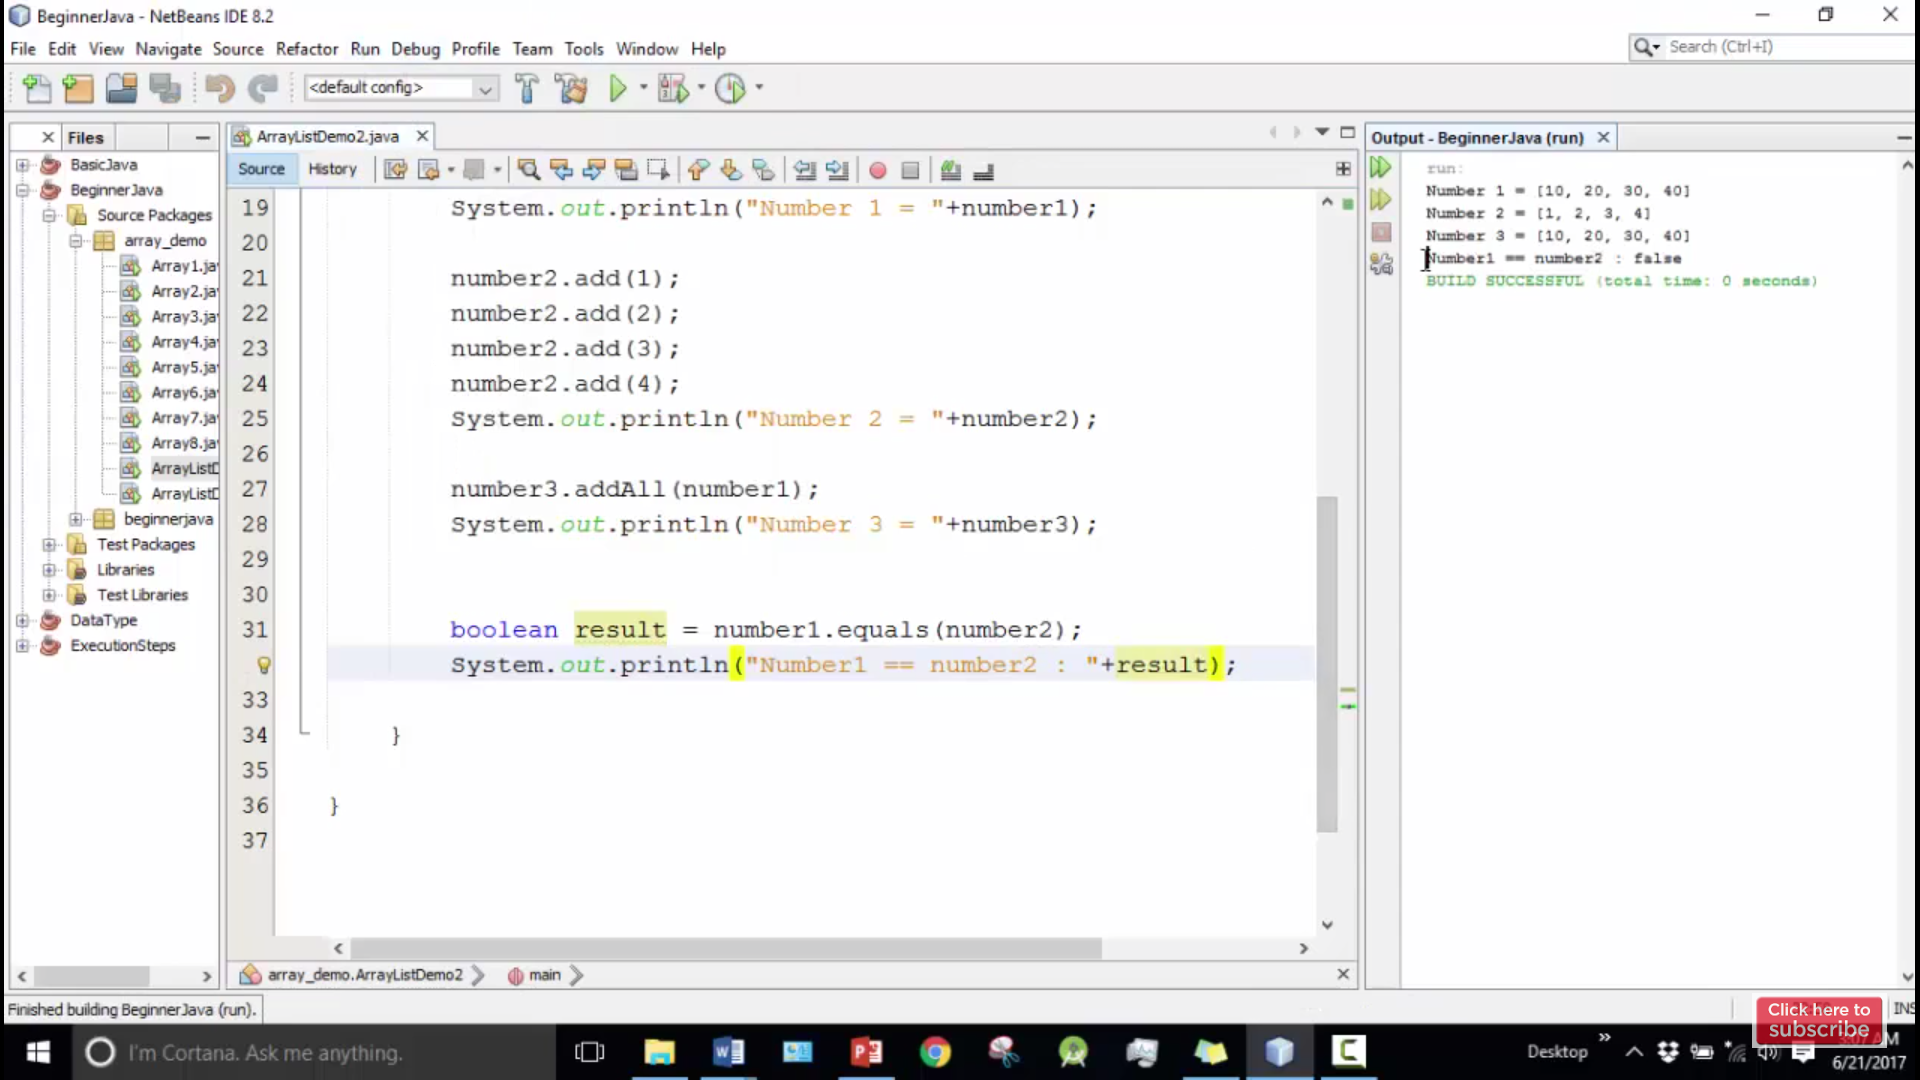 BeginnerJava - NetBeans IDE 8.2
File Edit View Navigate Source Refactor Run Debug Profile Team Tools Window Help
Search (Ctrl+I)
<default config>
Files
ArrayListDemo2.java
Output - BeginnerJava (run)
Source History
BasicJava
BeginnerJava
Source Packages
array_demo
Array1.ja
Array2.ja
Array3.ja
Array4.ja
Array5.ja
Array6.ja
Array7.ja
Array8.ja
ArrayListD
ArrayListD
beginnerjava
Test Packages
Libraries
Test Libraries
DataType
ExecutionSteps
19 System.out.println("Number 1 = "+number1);
20
21 number2.add(1);
22 number2.add(2);
23 number2.add(3);
24 number2.add(4);
25 System.out.println("Number 2 = "+number2);
26
27 number3.addAll(number1);
28 System.out.println("Number 3 = "+number3);
29
30
31 boolean result = number1.equals(number2);
System.out.println("Number1 == number2 : "+result);
33
34 }
35
36 }
37
run:
Number 1 = [10, 20, 30, 40]
Number 2 = [1, 2, 3, 4]
Number 3 = [10, 20, 30, 40]
Number1 == number2 : false
BUILD SUCCESSFUL (total time: 0 seconds)
array_demo.ArrayListDemo2 main
Finished building BeginnerJava (run).
INS
Click here to
subscribe
I'm Cortana. Ask me anything.
Desktop
6/21/2017